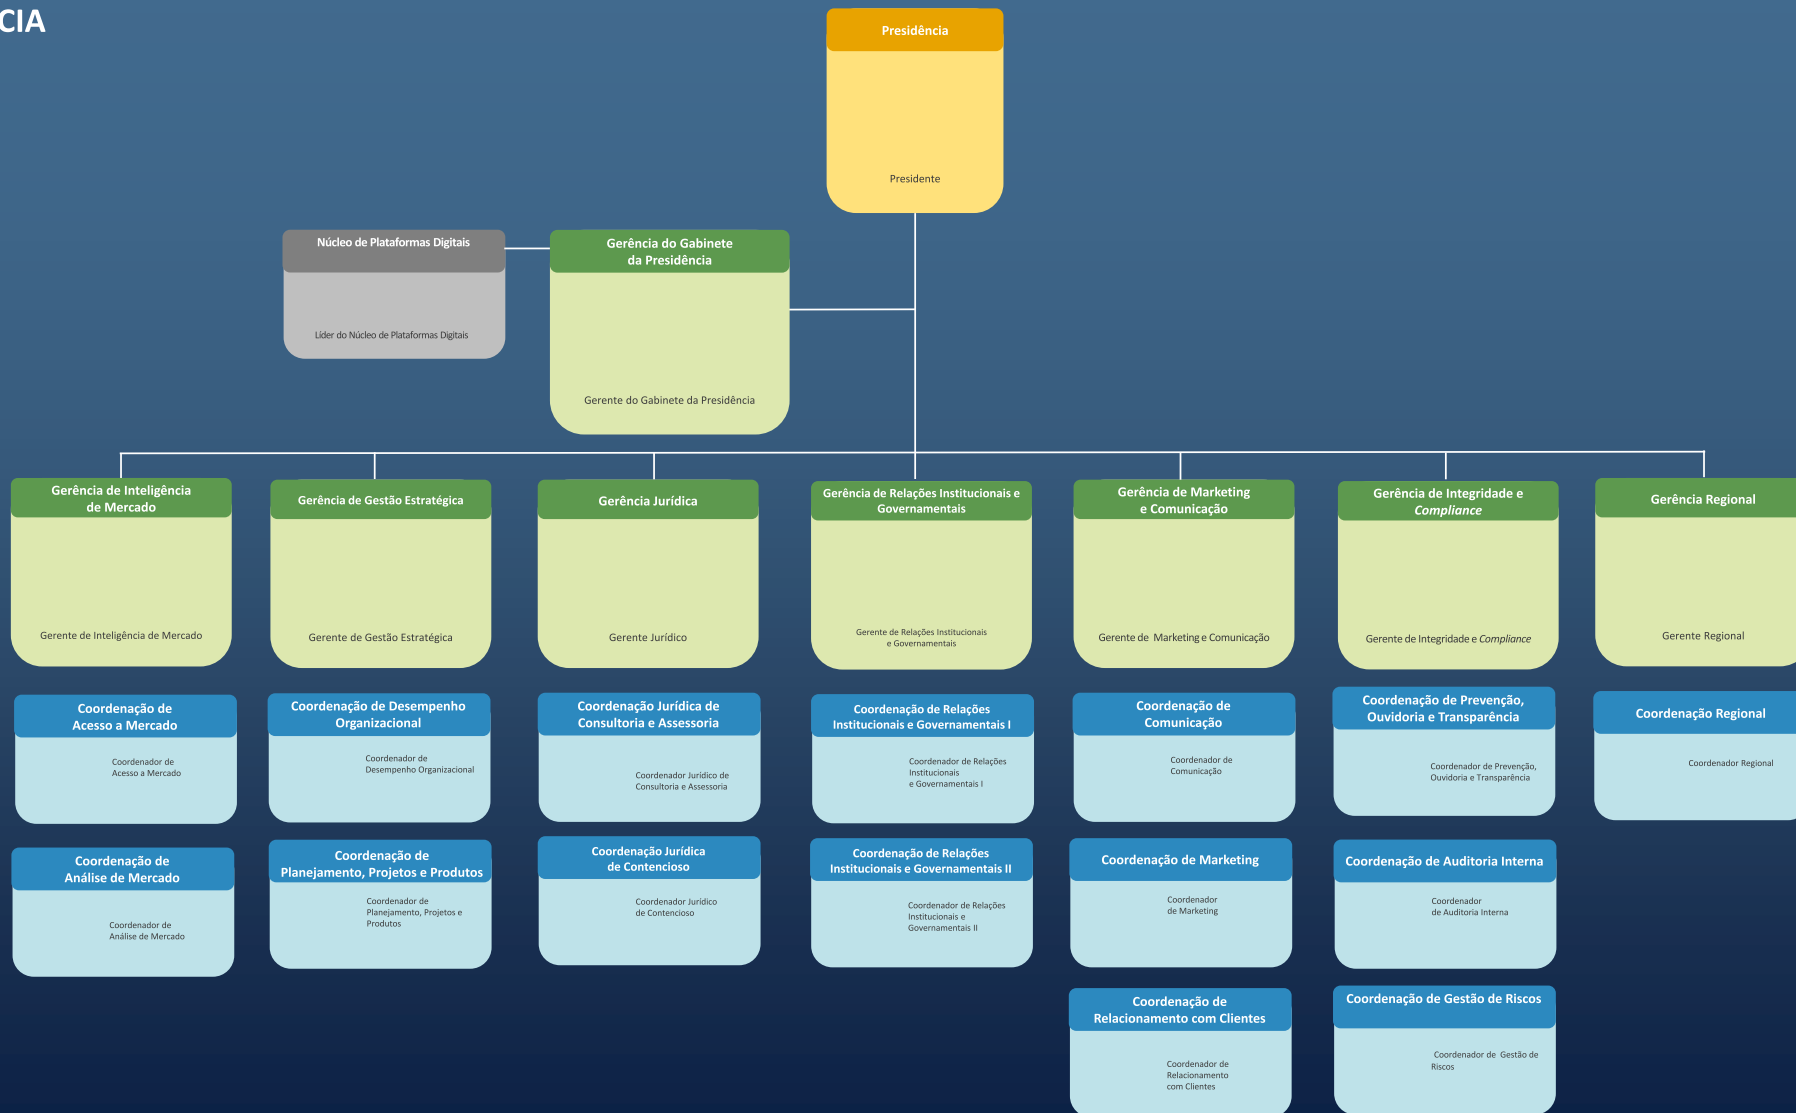 CIA
Presidência
Presidente
Núcleo de Plataformas Digitais
Líder do Núcleo de Plataformas Digitais
Gerência do Gabinete
da Presidência
Gerente do Gabinete da Presidência
Gerência de Inteligência
de Mercado
Gerente de Inteligência de Mercado
Gerência de Gestão Estratégica
Gerente de Gestão Estratégica
Gerência Jurídica
Gerente Jurídico
Gerência de Relações Institucionais e
Governamentais
Gerente de Relações Institucionais
e Governamentais
Gerência de Marketing
e Comunicação
Gerente de Marketing e Comunicação
Gerência de Integridade e
Compliance
Gerente de Integridade e Compliance
Gerência Regional
Gerente Regional
Coordenação de
Acesso a Mercado
Coordenador de
Acesso a Mercado
Coordenação de Desempenho
Organizacional
Coordenador de
Desempenho Organizacional
Coordenação Jurídica de
Consultoria e Assessoria
Coordenador Jurídico de
Consultoria e Assessoria
Coordenação de Relações
Institucionais e Governamentais I
Coordenador de Relações
Institucionais
e Governamentais I
Coordenação de
Comunicação
Coordenador de
Comunicação
Coordenação de Prevenção,
Ouvidoria e Transparência
Coordenador de Prevenção,
Ouvidoria e Transparência
Coordenação Regional
Coordenador Regional
Coordenação de
Análise de Mercado
Coordenador de
Análise de Mercado
Coordenação de
Planejamento, Projetos e Produtos
Coordenador de
Planejamento, Projetos e
Produtos
Coordenação Jurídica
de Contencioso
Coordenador Jurídico
de Contencioso
Coordenação de Relações
Institucionais e Governamentais II
Coordenador de Relações
Institucionais e
Governamentais II
Coordenação de Marketing
Coordenador
de Marketing
Coordenação de Auditoria Interna
Coordenador
de Auditoria Interna
Coordenação de
Relacionamento com Clientes
Coordenador de
Relacionamento
com Clientes
Coordenação de Gestão de Riscos
Coordenador de Gestão de
Riscos